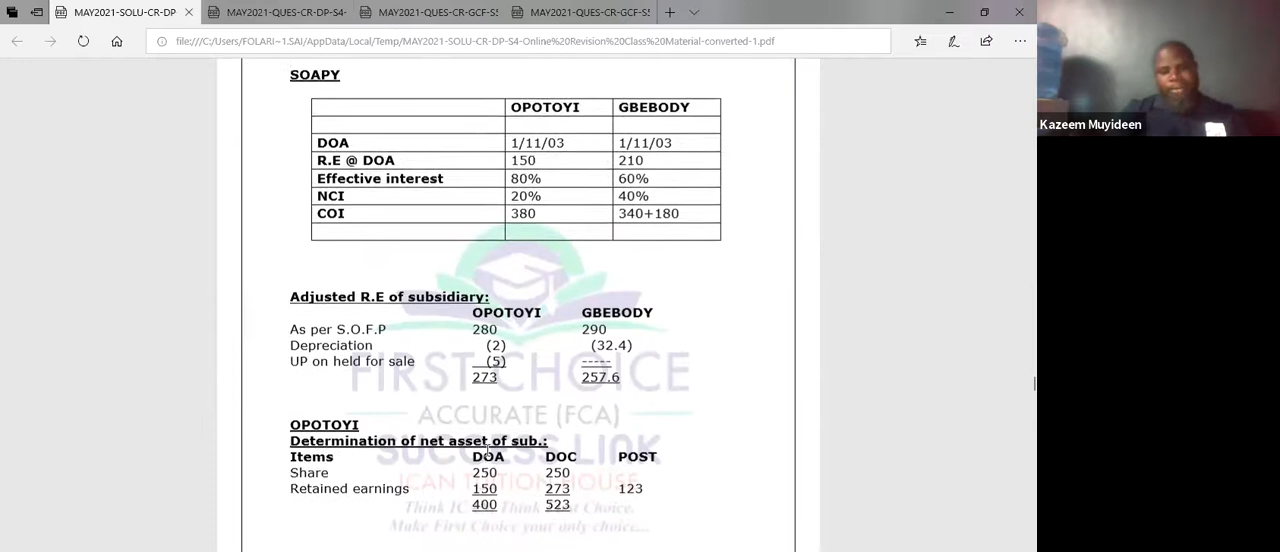 MAY2021-SOLU-CR-DP-
MAY2021-QUES-CR-DP-S4-
MAY2021-QUES-CR-GCF-S5
MAY2021-QUES-CR-GCF-S5
file:///C:/Users/FOLARI~1.SAI/AppData/Local/Temp/MAY2021-SOLU-CR-DP-S4-Online%20Revision%20Class%20Material-converted-1.pdf
Kazeem Muyideen
SOAPY
OPOTOYI GBEBODY
DOA 1/11/03 1/11/03
R.E @ DOA 150 210
Effective interest 80% 60%
NCI 20% 40%
COI 380 340+180
Adjusted R.E of subsidiary:
OPOTOYI GBEBODY
As per S.O.F.P 280 290
Depreciation (2) (32.4)
UP on held for sale (5) -----
273 257.6
FIRST CHOICE
ACCURATE (FCA)
OPOTOYI
SUCCESS LINK
Determination of net asset of sub.:
Items DOA DOC POST
ICAN TUITION HOUSE
Share 250 250
Retained earnings 150 273 123
400 523
Make First Choice your only choice...